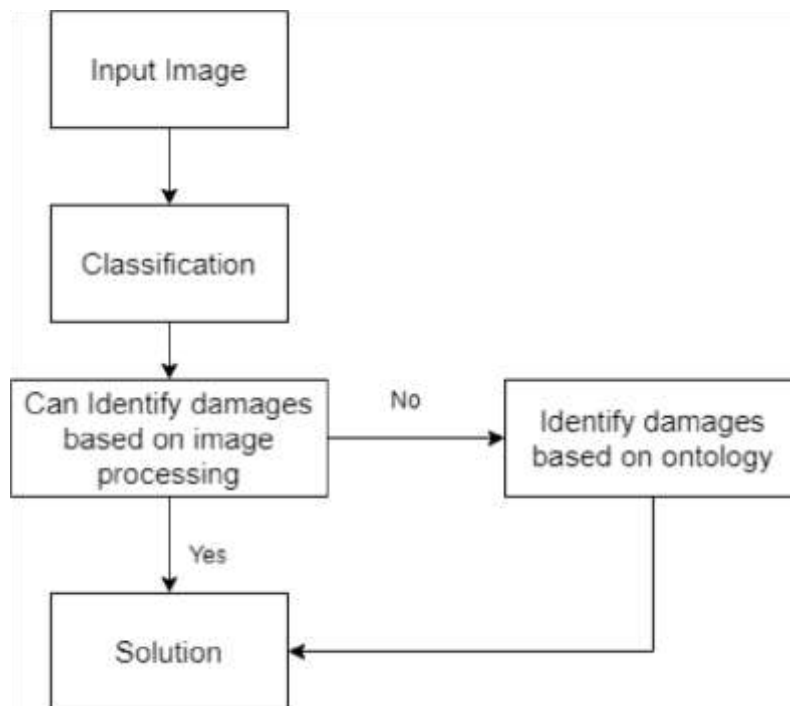 Input Image
Classification
Can Identify damages
based on image
processing
No
Identify damages
based on ontology
Yes
Solution